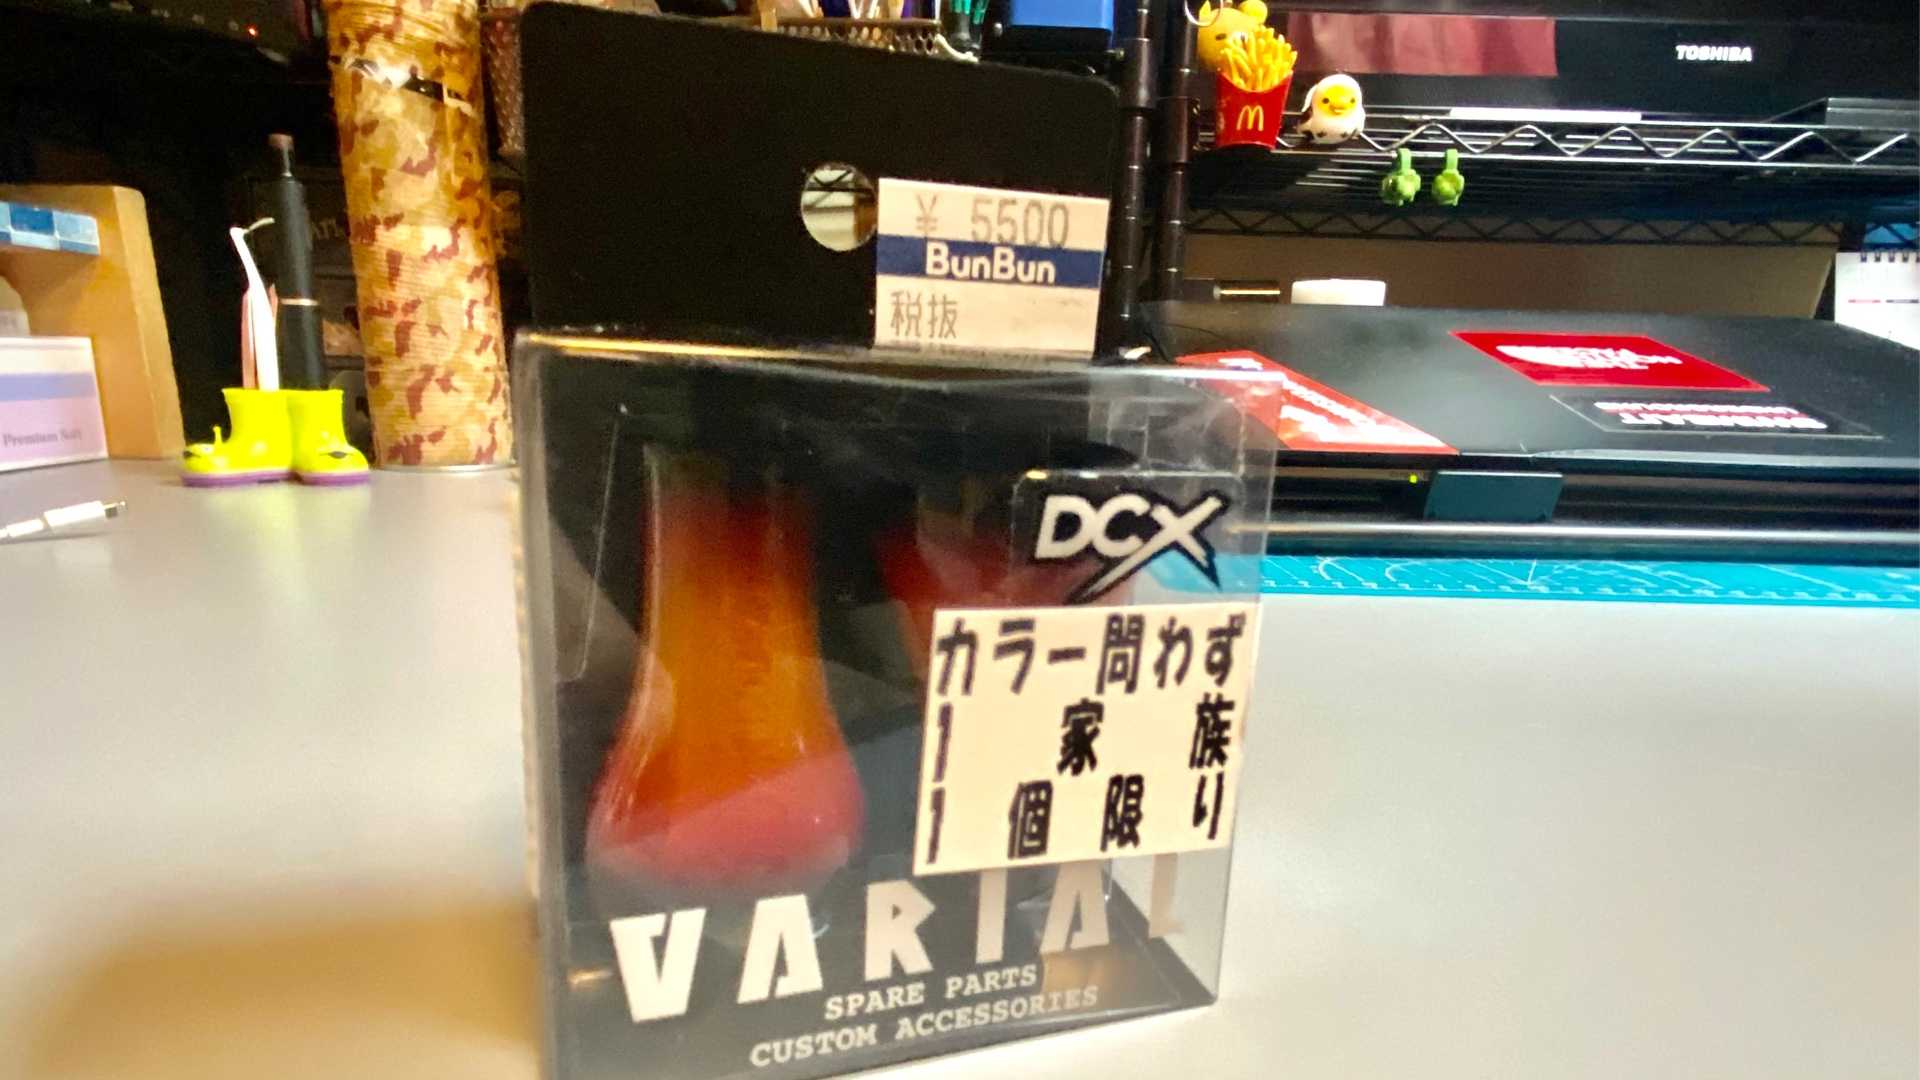 TOSHIBA
¥ 5500
BunBun
税抜
DCX
カラー問わず
1 家 族
1 個 限 り
VARIAL
SPARE PARTS
CUSTOM ACCESSORIES
Premium